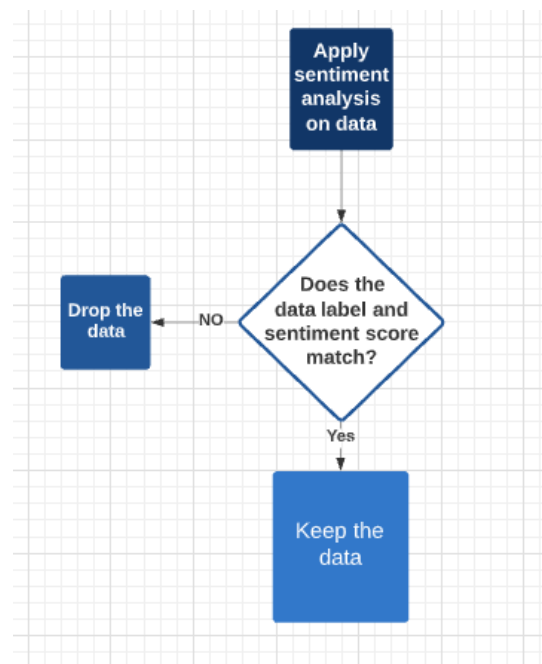 Apply
sentiment
analysis
on data
Does the
data label and
sentiment score
match?
NO
Drop the
data
Yes
Keep the
data